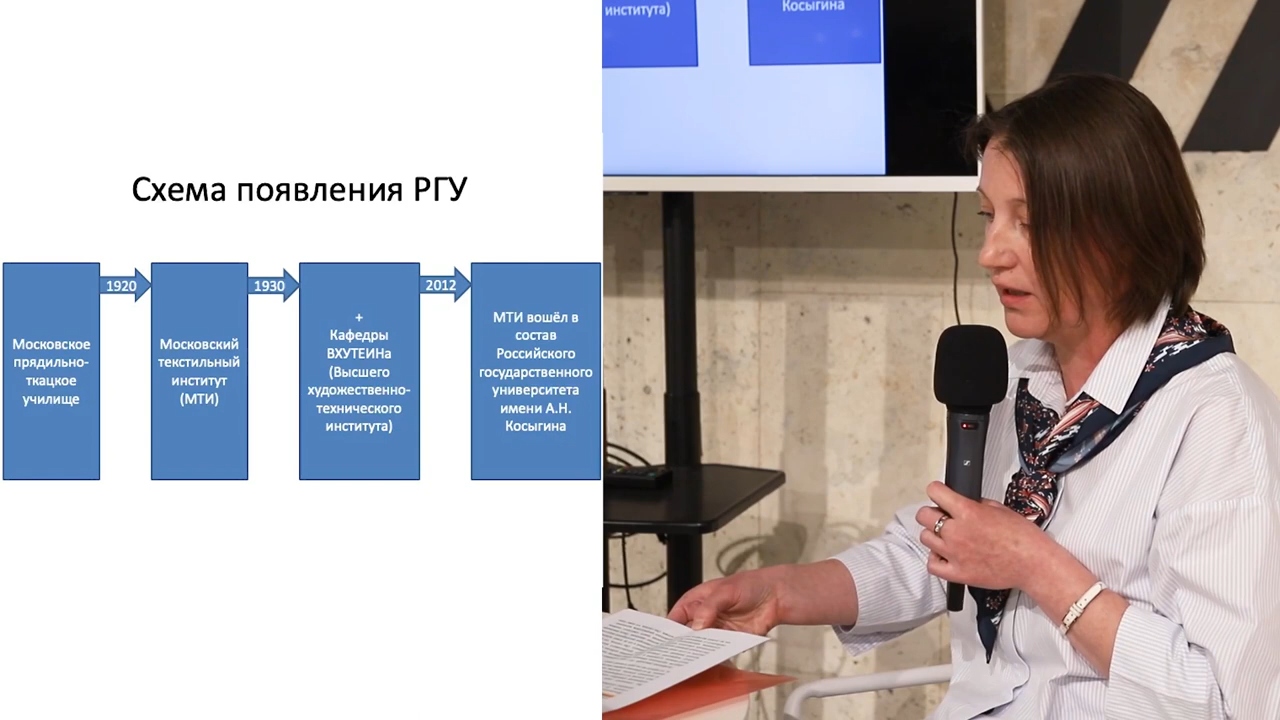 института)
Косыгина
Схема появления РГУ
1920
1930
2012
Московское
прядильно-
ткацкое
училище
Московский
текстильный
институт
(МТИ)
+
Кафедры
ВХУТЕИНа
(Высшего
художественно-
технического
института)
МТИ вошёл в
состав
Российского
государственного
университета
имени А.Н.
Косыгина